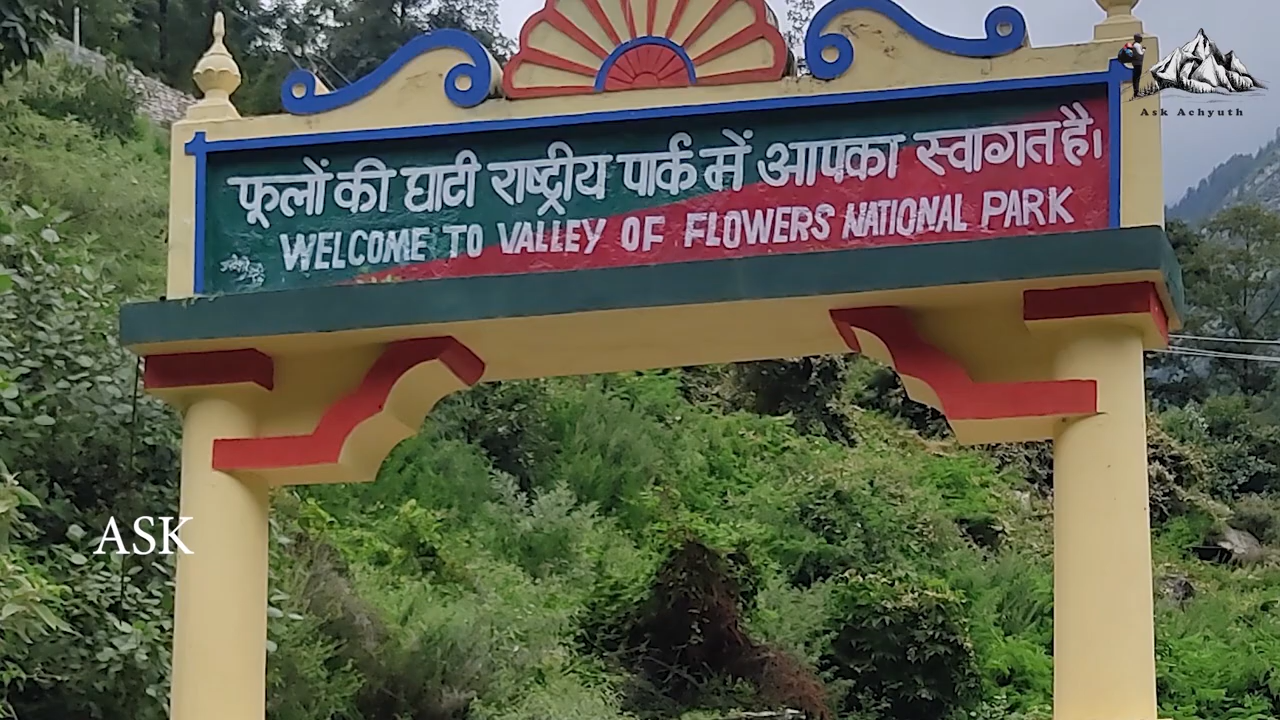 Ask Achyuth
फूलों की घाटी राष्ट्रीय पार्क में आपका स्वागत है।
WELCOME TO VALLEY OF FLOWERS NATIONAL PARK
ASK